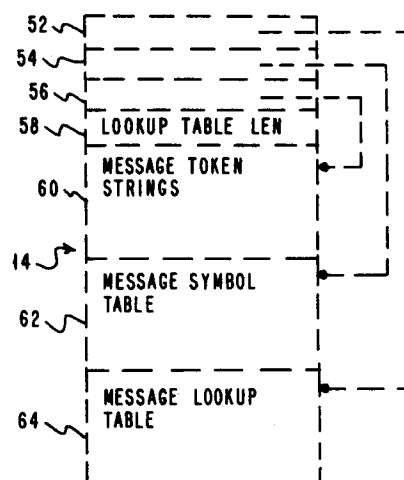 52
54
56
58 LOOKUP TABLE LEN
MESSAGE TOKEN
STRINGS
60
14
MESSAGE SYMBOL
TABLE
62
MESSAGE LOOKUP
TABLE
64